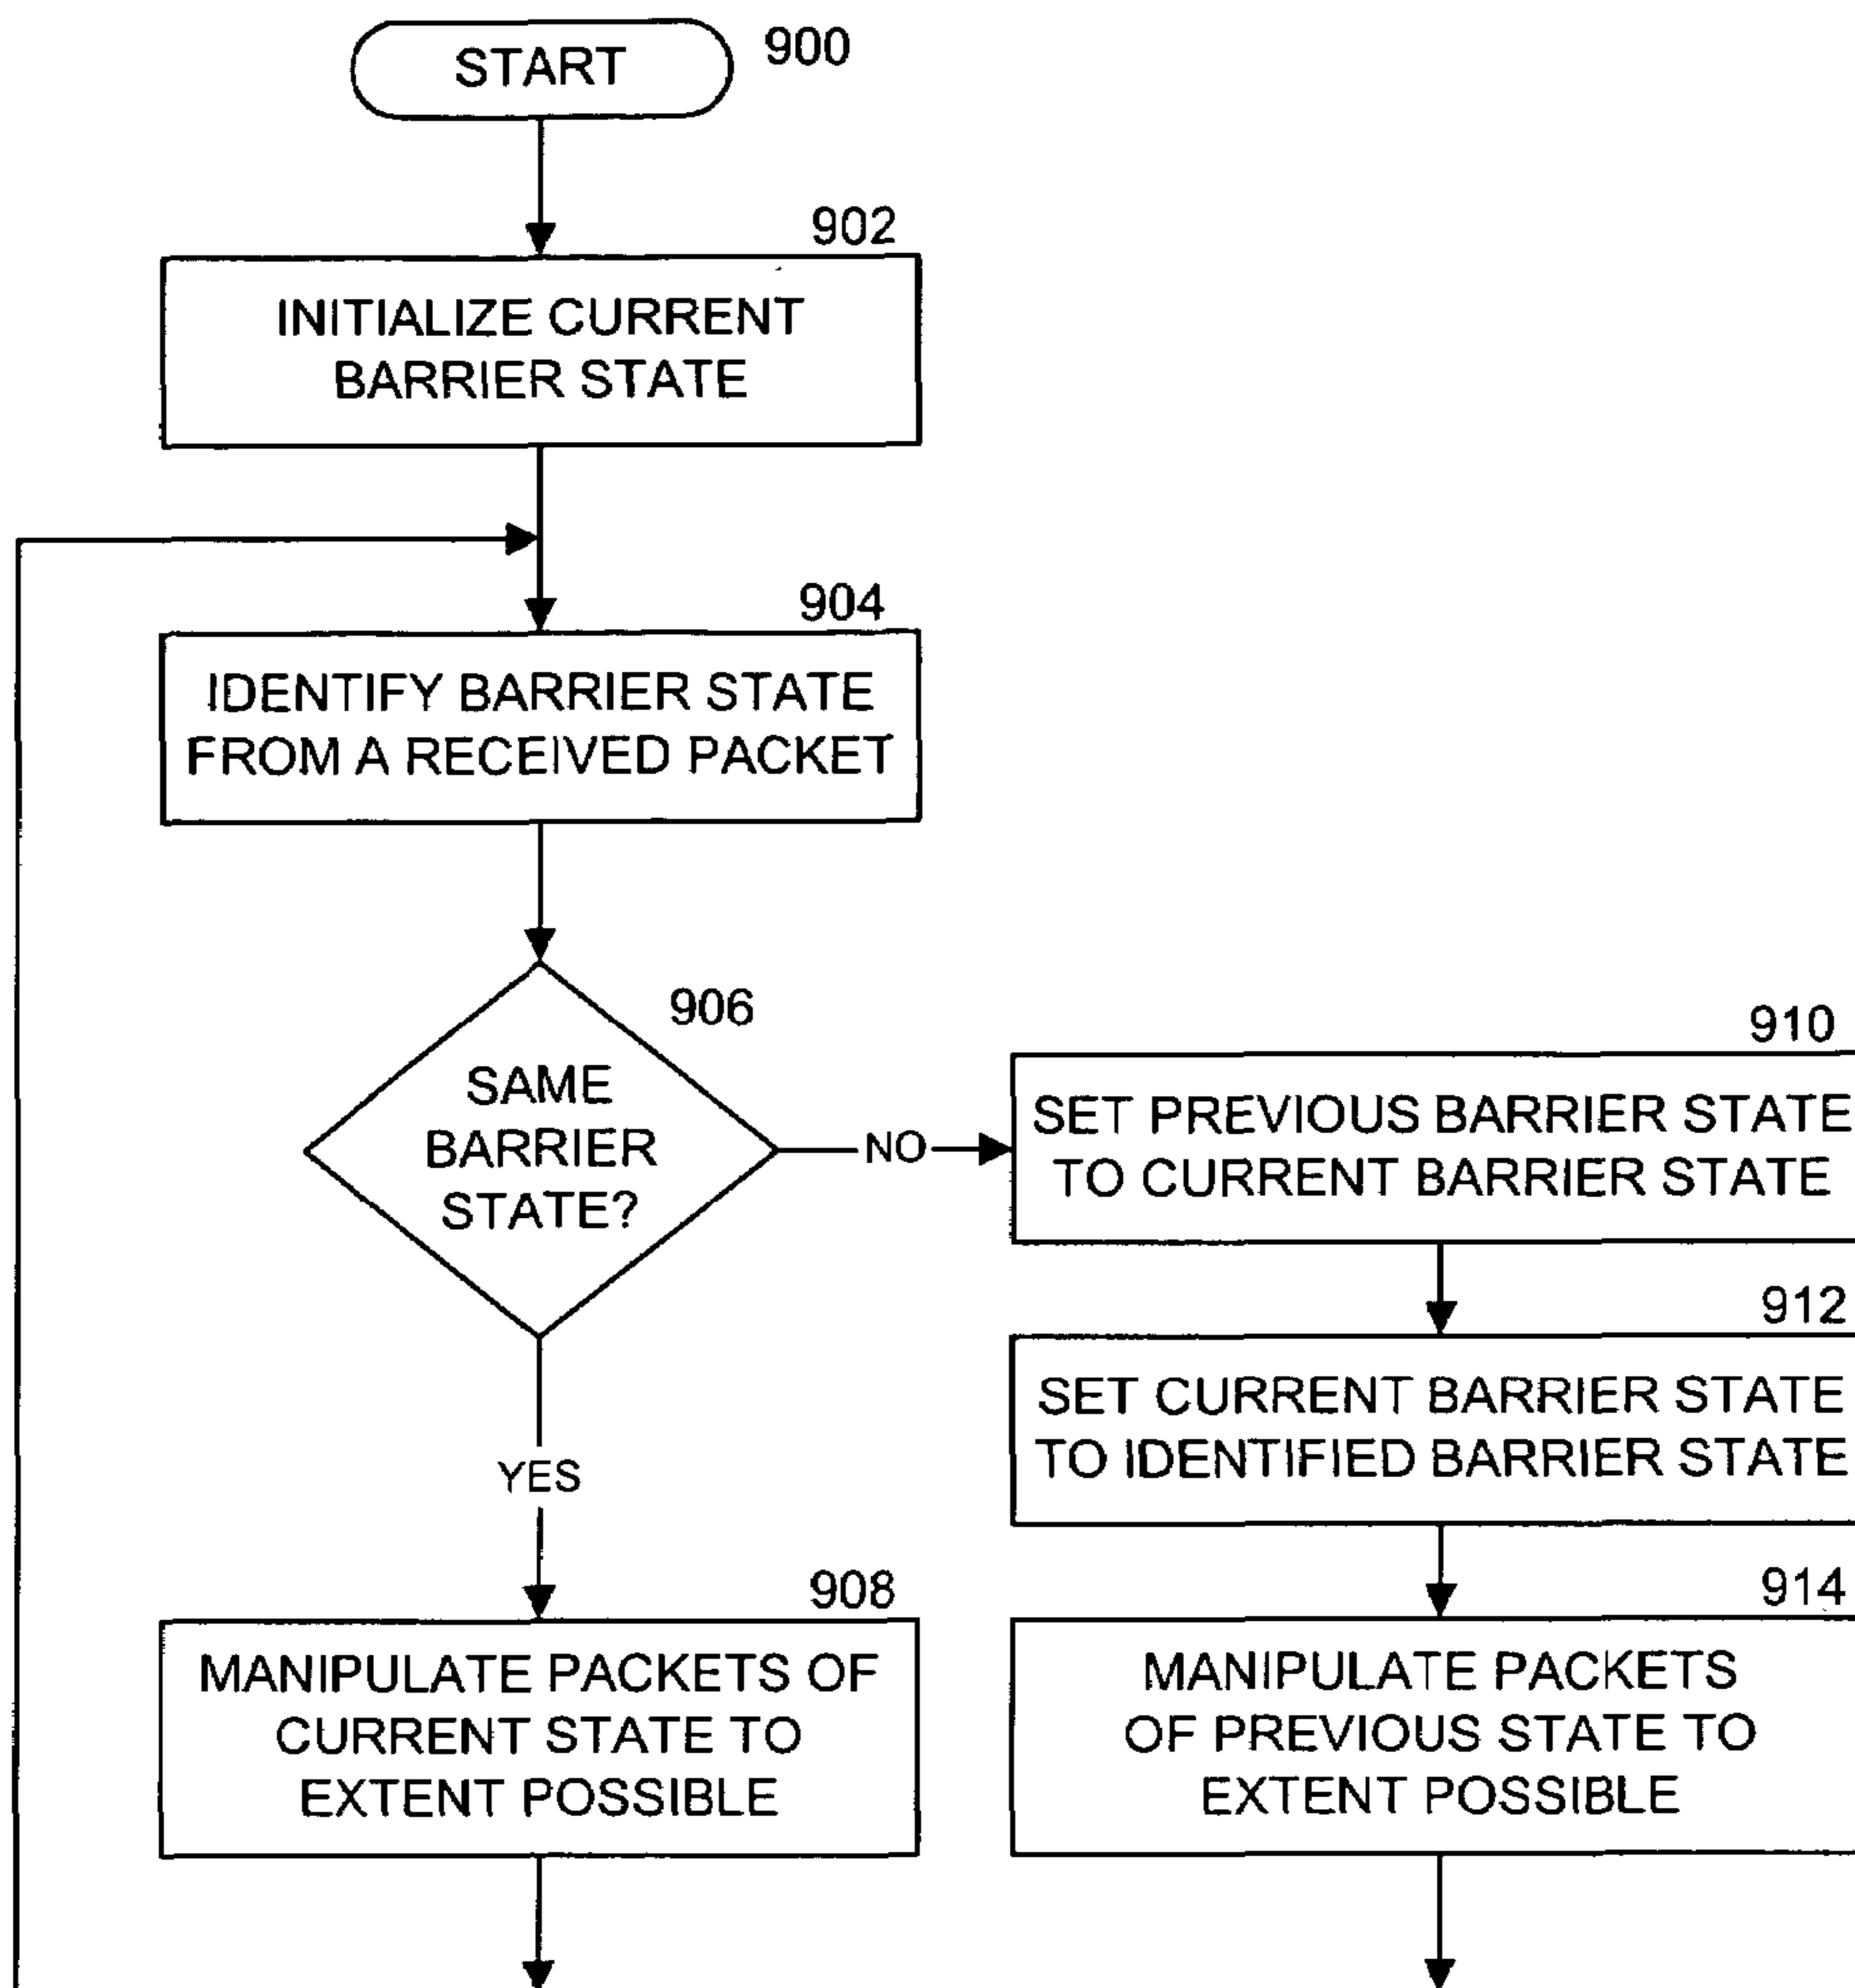 START
900
902
INITIALIZE CURRENT
BARRIER STATE
904
IDENTIFY BARRIER STATE
FROM A RECEIVED PACKET
906
SAME
BARRIER
STATE?
NO
910
SET PREVIOUS BARRIER STATE
TO CURRENT BARRIER STATE
912
SET CURRENT BARRIER STATE
TO IDENTIFIED BARRIER STATE
YES
908
MANIPULATE PACKETS OF
CURRENT STATE TO
EXTENT POSSIBLE
914
MANIPULATE PACKETS
OF PREVIOUS STATE TO
EXTENT POSSIBLE